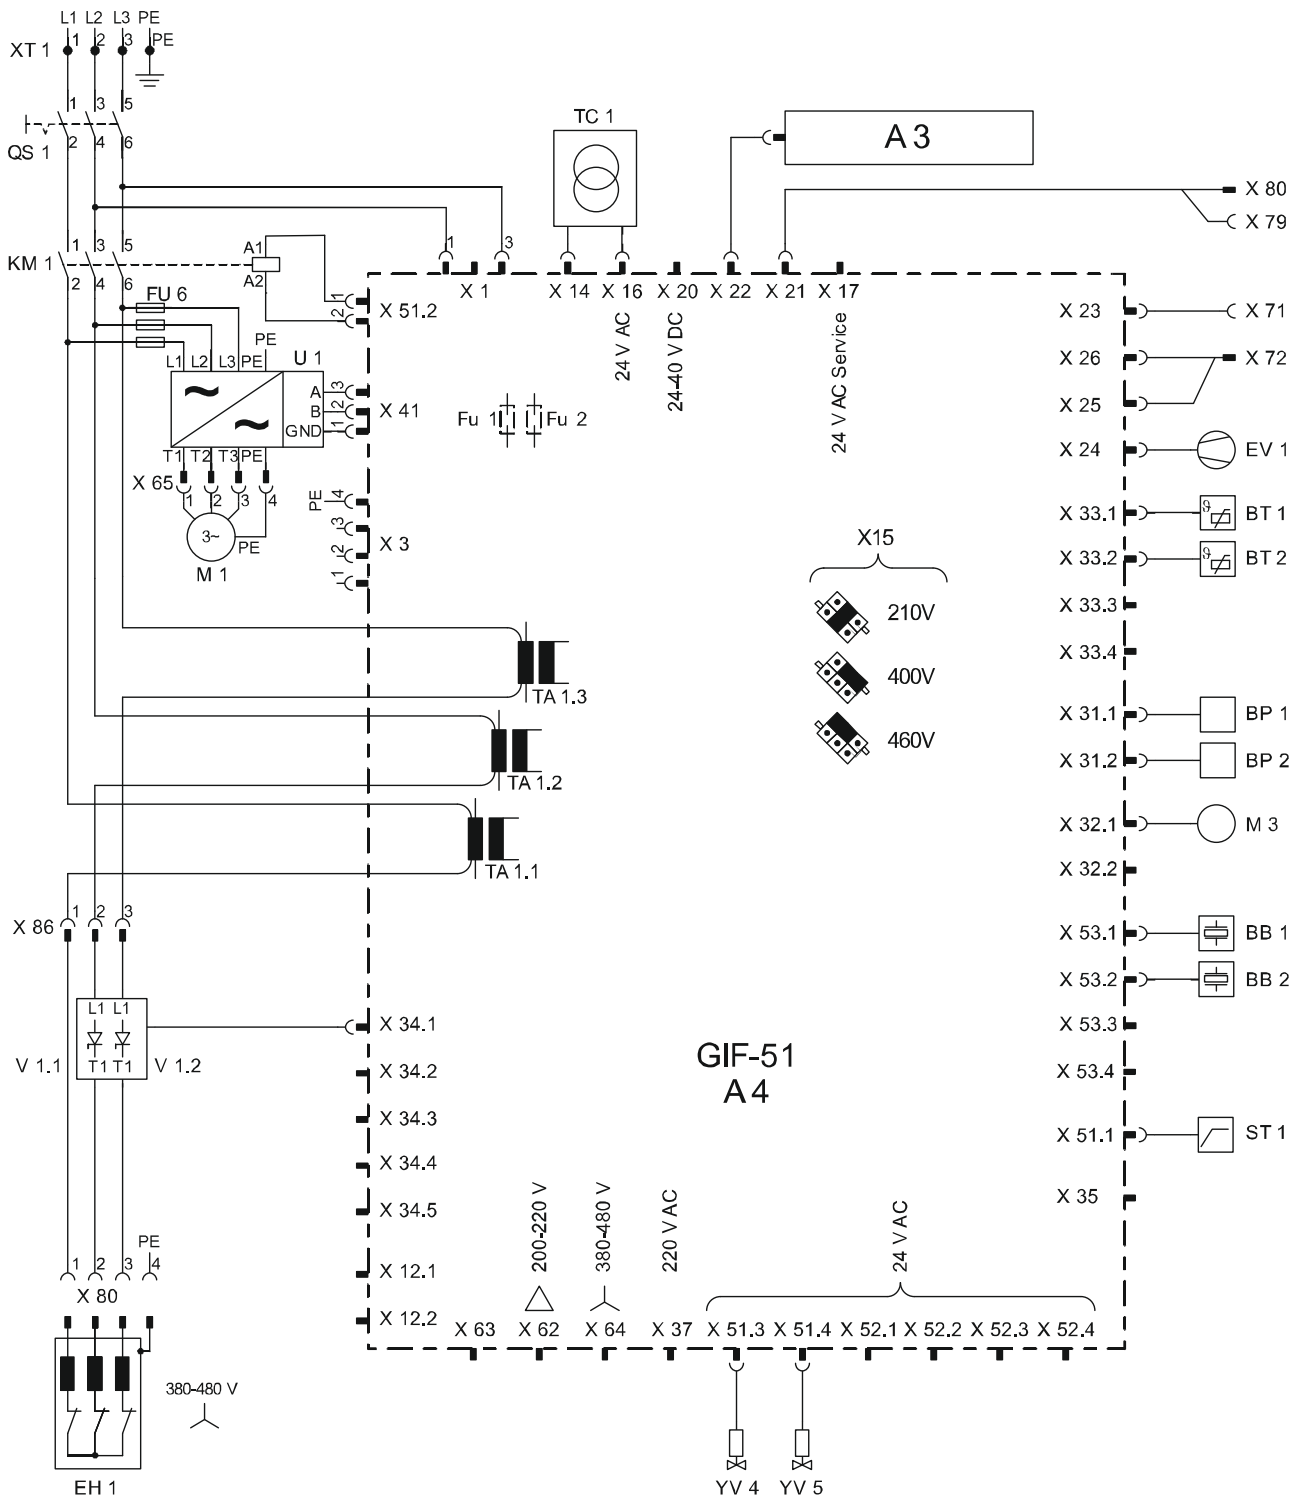 L1 L2 L3 PE
XT 1
1 2 3 PE
1 3 5
QS 1
2 4 6
TC 1
A 3
X 80
X 79
1 3 5
KM 1
2 4 6
A1
A2
1 3
X 1 X 14 X 16 X 20 X 22 X 21 X 17
24 V AC
24-40 V DC
24 V AC Service
FU 6
1
2
X 51.2
X 23 X 71
X 26 X 72
X 25
X 24 EV 1
L1 L2 L3 PE
PE
U 1
A 3
B 2
GND 1
X 41
Fu 1 Fu 2
T1 T2 T3 PE
X 65
1 2 3 4
3~
PE
M 1
PE 4
3
2
1
X 3
X 33.1 ϑ BT 1
X 33.2 ϑ BT 2
X 33.3
X 33.4
X15
210V
400V
460V
TA 1.3
TA 1.2
TA 1.1
X 31.1 BP 1
X 31.2 BP 2
X 32.1 M 3
X 32.2
X 86
1 2 3
X 53.1 BB 1
X 53.2 BB 2
X 53.3
X 53.4
L1 L1
T1 T1
V 1.1 V 1.2
X 34.1
X 34.2
X 34.3
X 34.4
X 34.5
X 12.1
X 12.2
GIF-51
A 4
X 51.1 ST 1
X 35
200-220 V
380-480 V
220 V AC
24 V AC
X 63 X 62 X 64 X 37 X 51.3 X 51.4 X 52.1 X 52.2 X 52.3 X 52.4
PE
1 2 3 4
X 80
380-480 V
EH 1
YV 4 YV 5